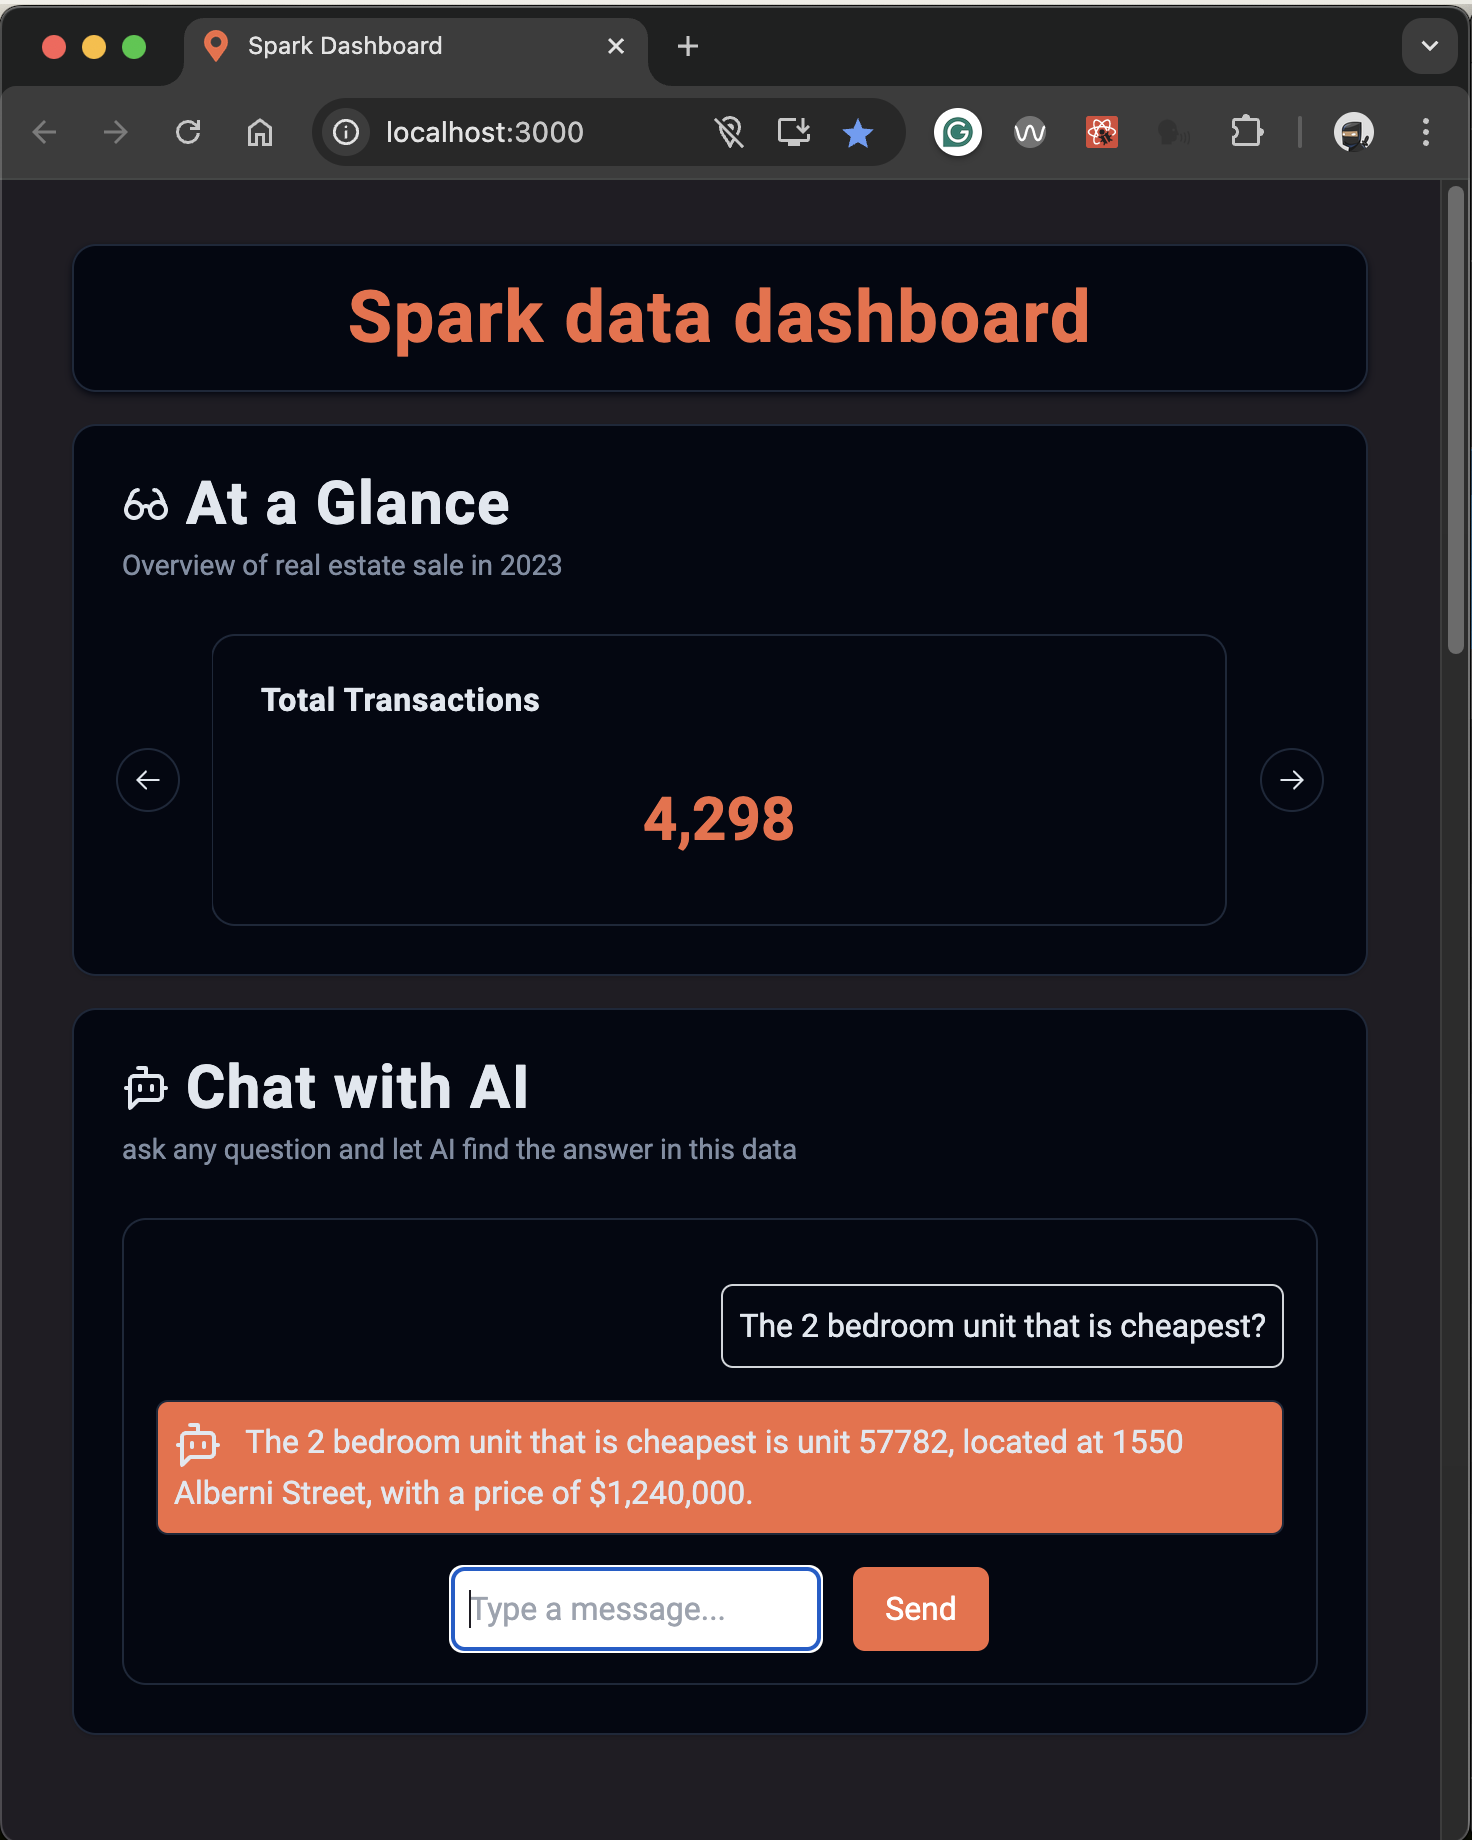 Spark Dashboard
localhost:3000
Spark data dashboard
At a Glance
Overview of real estate sale in 2023
Total Transactions
4,298
Chat with AI
ask any question and let AI find the answer in this data
The 2 bedroom unit that is cheapest?
The 2 bedroom unit that is cheapest is unit 57782, located at 1550
Alberni Street, with a price of $1,240,000.
Type a message...
Send